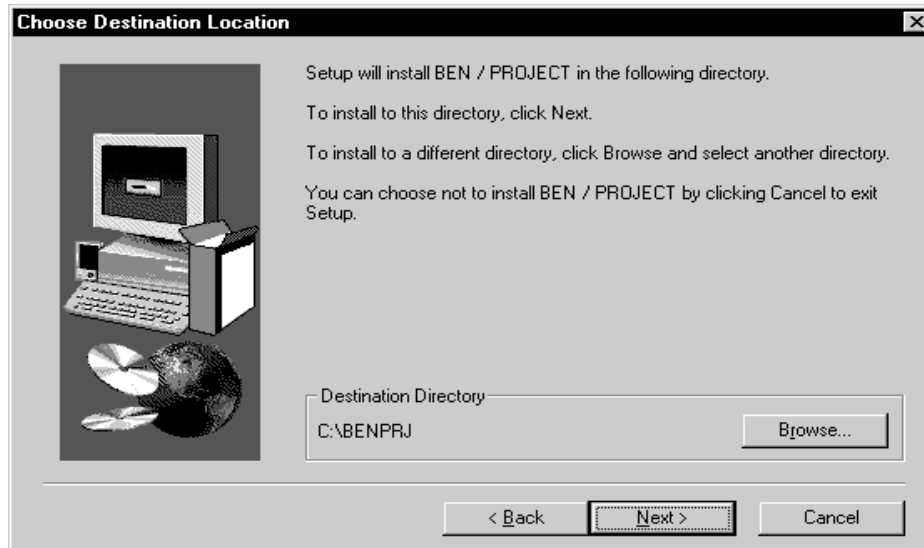 Choose Destination Location
Setup will install BEN / PROJECT in the following directory.
To install to this directory, click Next.
To install to a different directory, click Browse and select another directory.
You can choose not to install BEN / PROJECT by clicking Cancel to exit
Setup.
Destination Directory
C:\BENPRJ
Browse...
< Back
Next >
Cancel